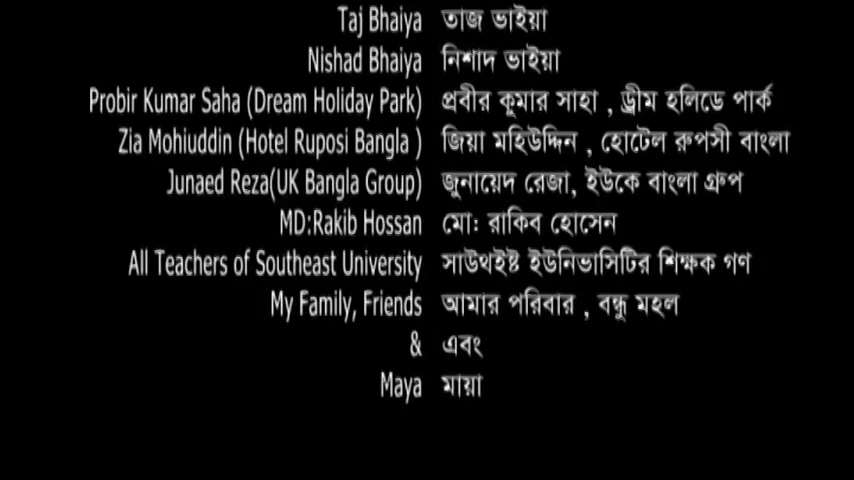 Taj Bhaiya তাজ ভাইয়া
Nishad Bhaiya নিশাদ ভাইয়া
Probir Kumar Saha (Dream Holiday Park) প্রবীর কুমার সাহা , ড্রীম হলিডে পার্ক
Zia Mohiuddin (Hotel Ruposi Bangla ) জিয়া মহিউদ্দিন , হোটেল রুপসী বাংলা
Junaed Reza(UK Bangla Group) জুনায়েদ রেজা, ইউকে বাংলা গ্রুপ
MD:Rakib Hossan মো: রাকিব হোসেন
All Teachers of Southeast University সাউথইষ্ট ইউনিভাসিটির শিক্ষক গণ
My Family, Friends আমার পরিবার , বন্ধু মহল
& এবং
Maya মায়া